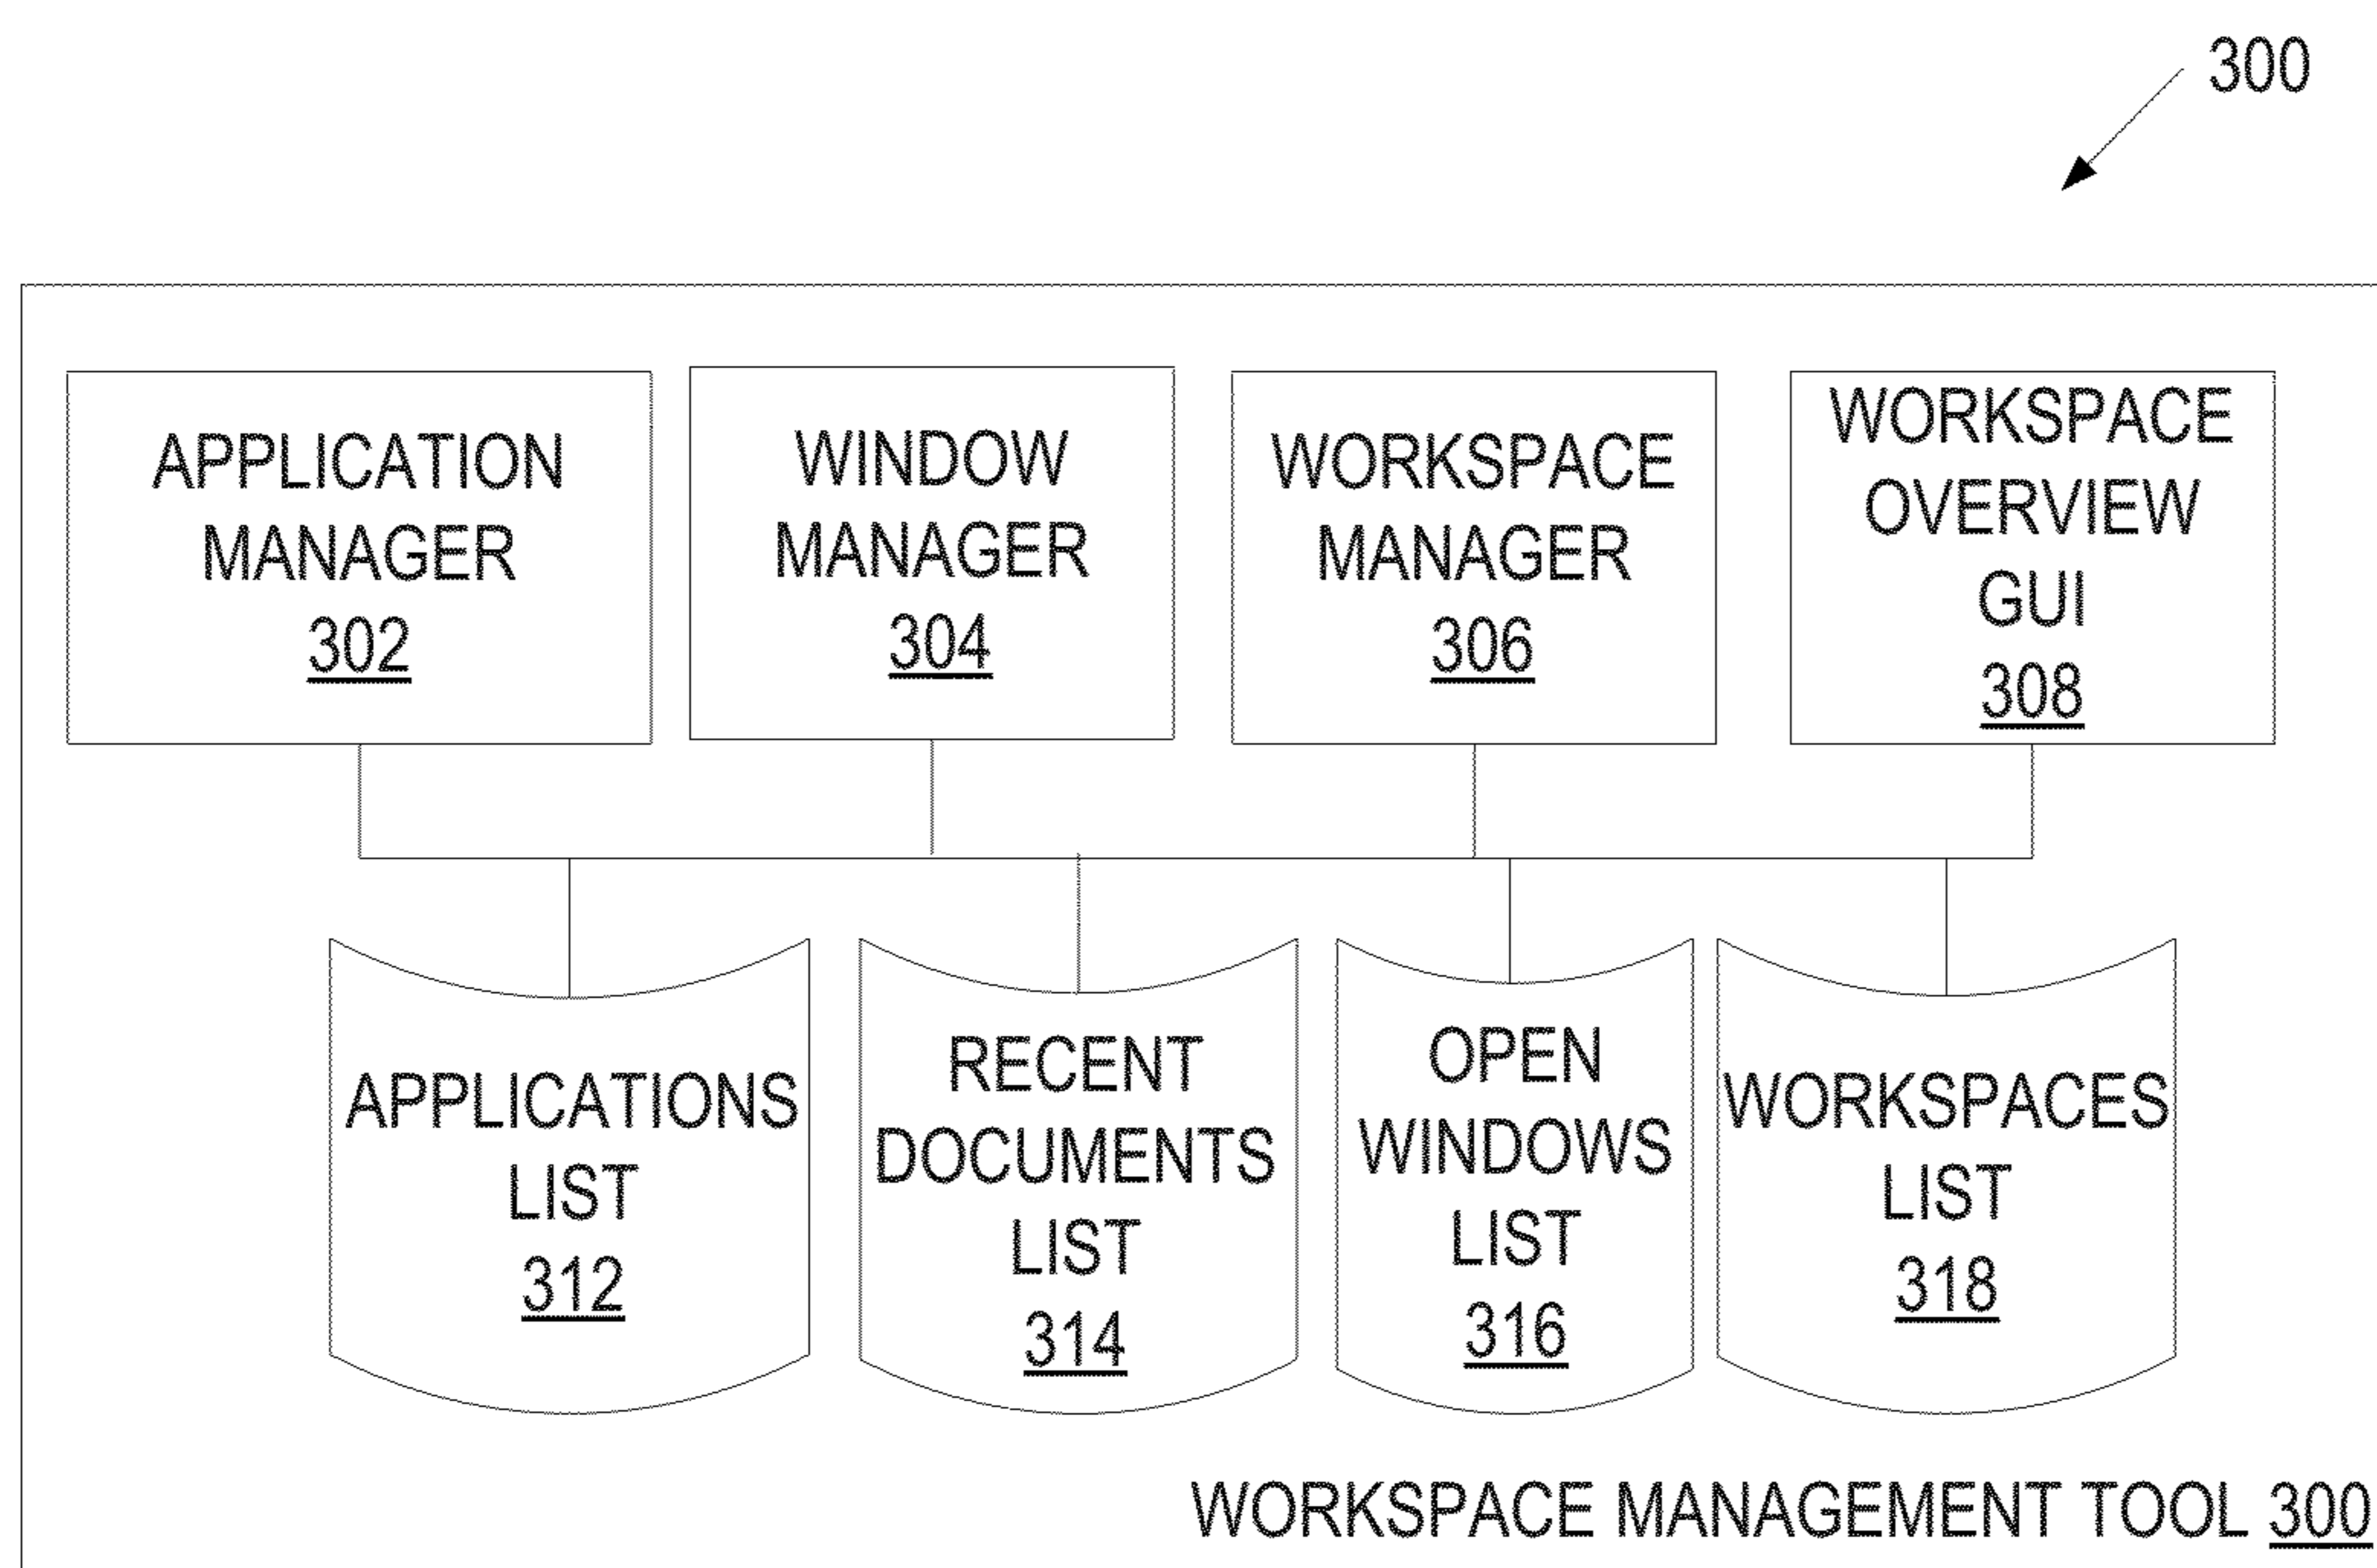 300
APPLICATION
MANAGER
302
WINDOW
MANAGER
304
WORKSPACE
MANAGER
306
WORKSPACE
OVERVIEW
GUI
308
APPLICATIONS
LIST
312
RECENT
DOCUMENTS
LIST
314
OPEN
WINDOWS
LIST
316
WORKSPACES
LIST
318
WORKSPACE MANAGEMENT TOOL 300